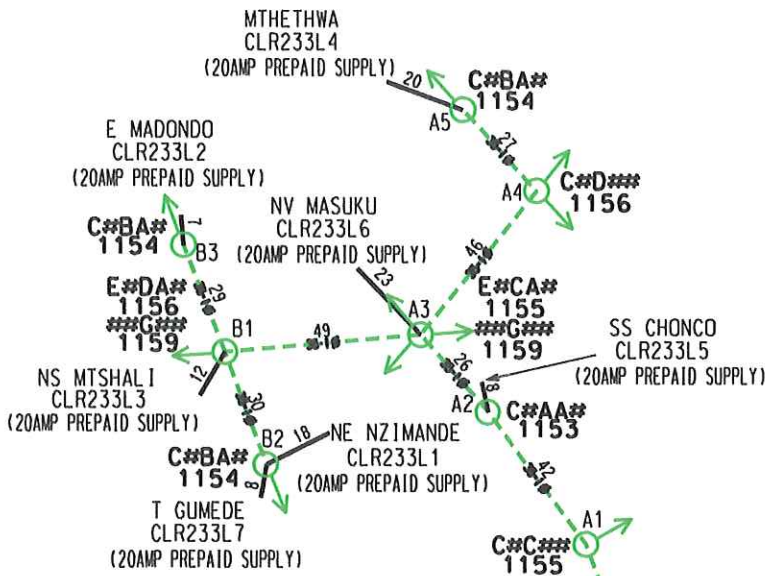 MTHETHWA
CLR233L4
(20AMP PREPAID SUPPLY)
20
C#BA#
1154
A5
27
E MADONDO
CLR233L2
(20AMP PREPAID SUPPLY)
A4
C#D##
1156
7
C#BA#
1154
B3
NV MASUKU
CLR233L6
(20AMP PREPAID SUPPLY)
23
46
E#DA#
1156
##G##
1159
29
B1
49
A3
E#CA#
1155
##G##
1159
SS CHONCO
CLR233L5
(20AMP PREPAID SUPPLY)
12
NS MTSHALI
CLR233L3
(20AMP PREPAID SUPPLY)
26
8
A2
C#AA#
1153
30
B2
18
NE NZIMANDE
CLR233L1
(20AMP PREPAID SUPPLY)
C#BA#
1154
8
42
T GUMEDE
CLR233L7
(20AMP PREPAID SUPPLY)
A1
C#C##
1155